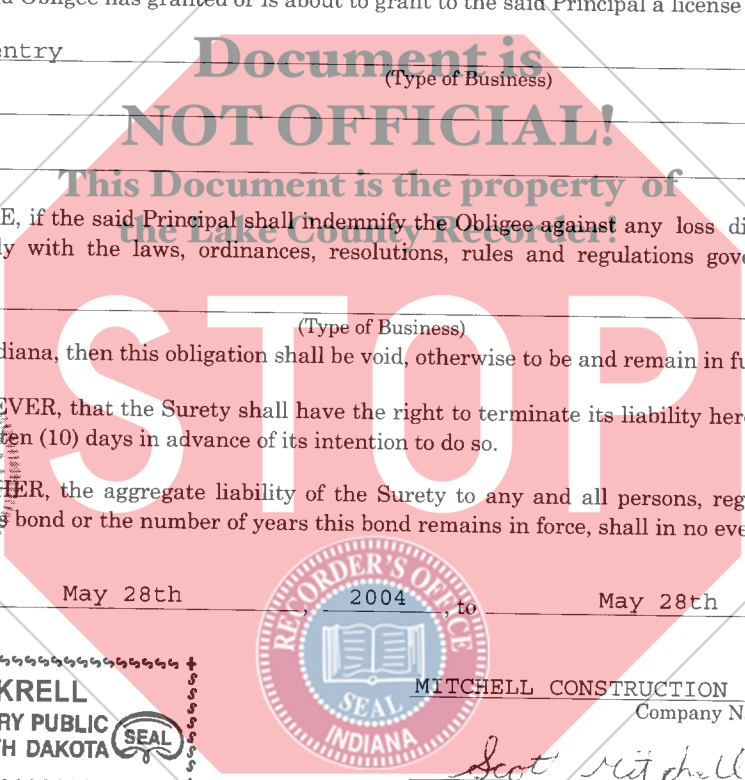 d Obligee has granted or is about to grant to the said Principal a license
entry
Document is
(Type of Business)
NOT OFFICIAL!
This Document is the property of
the Lake County Recorder!
E, if the said Principal shall indemnify the Obligee against any loss di
ly with the laws, ordinances, resolutions, rules and regulations gove
STOP
(Type of Business)
diana, then this obligation shall be void, otherwise to be and remain in fu
EVER, that the Surety shall have the right to terminate its liability here
ten (10) days in advance of its intention to do so.
HER, the aggregate liability of the Surety to any and all persons, reg
s bond or the number of years this bond remains in force, shall in no eve
May 28th , 2004 , to May 28th
RECORDER'S OFFICE
SEAL
INDIANA
KRELL
RY PUBLIC
TH DAKOTA
SEAL
MITCHELL CONSTRUCTION
Company N
Scot Mitchell